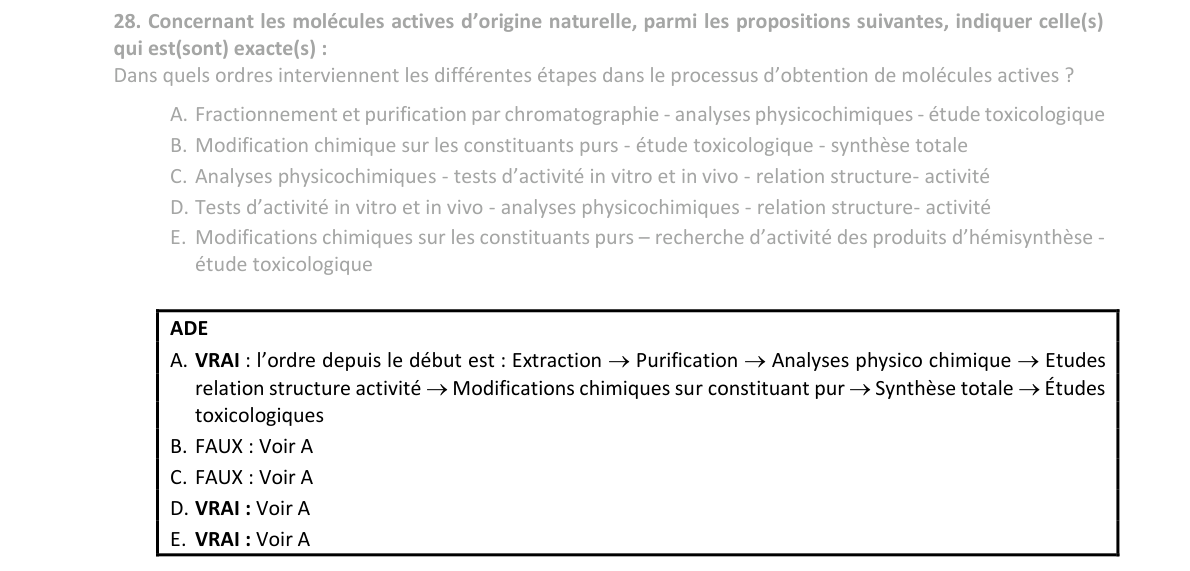 28. Concernant les molécules actives d’origine naturelle, parmi les propositions suivantes, indiquer celle(s)
qui est(sont) exacte(s) :
Dans quels ordres interviennent les différentes étapes dans le processus d’obtention de molécules actives ?
A. Fractionnement et purification par chromatographie - analyses physicochimiques - étude toxicologique
B. Modification chimique sur les constituants purs - étude toxicologique - synthèse totale
C. Analyses physicochimiques - tests d’activité in vitro et in vivo - relation structure- activité
D. Tests d’activité in vitro et in vivo - analyses physicochimiques - relation structure- activité
E. Modifications chimiques sur les constituants purs – recherche d’activité des produits d’hémisynthèse -
étude toxicologique
ADE
A. VRAI : l’ordre depuis le début est : Extraction → Purification → Analyses physico chimique → Etudes
relation structure activité → Modifications chimiques sur constituant pur → Synthèse totale → Études
toxicologiques
B. FAUX : Voir A
C. FAUX : Voir A
D. VRAI : Voir A
E. VRAI : Voir A